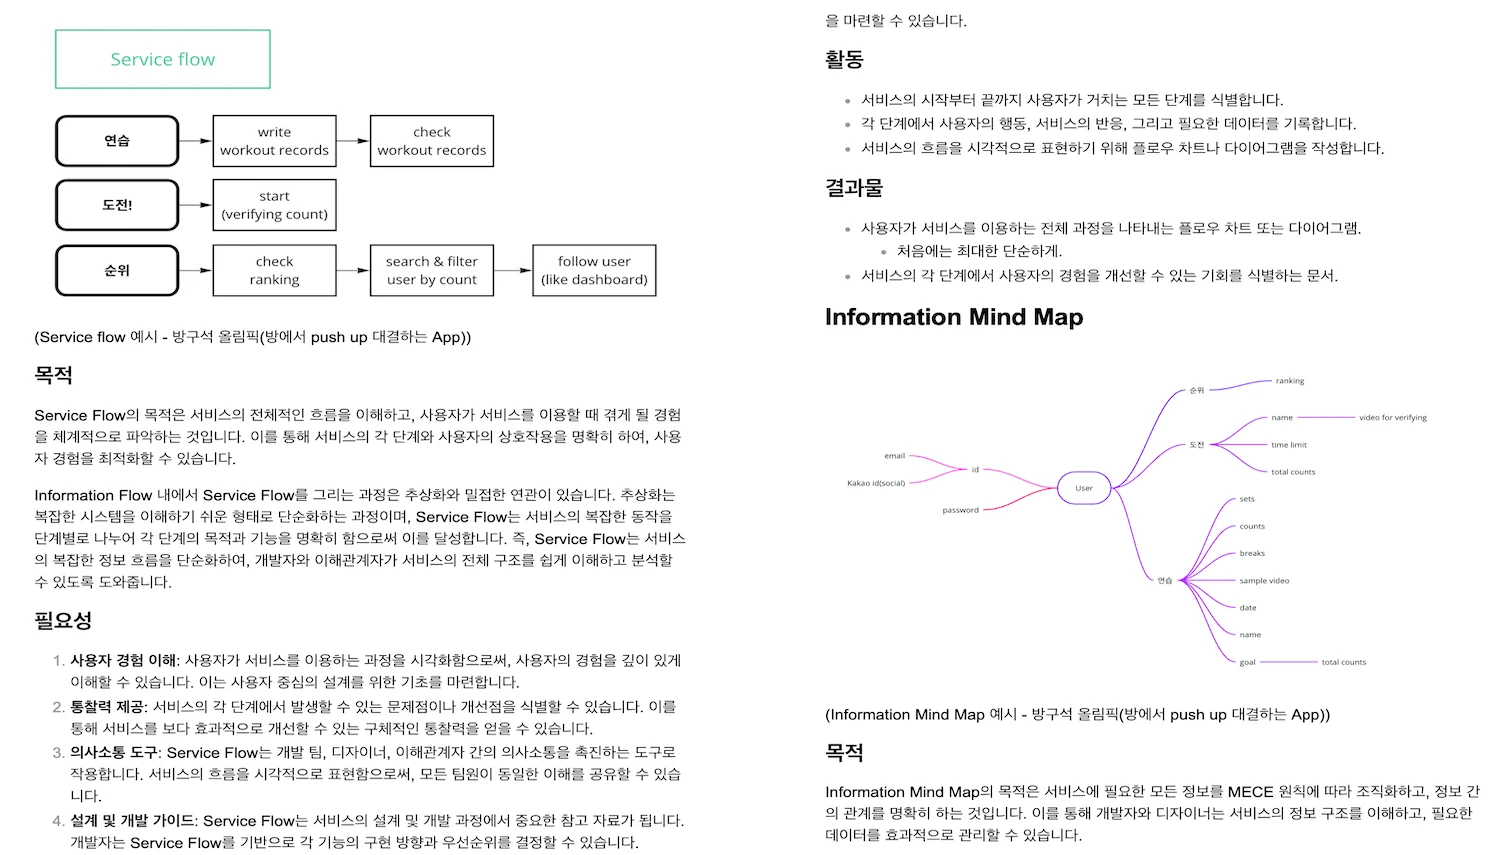 Service flow
연습
write
workout records
check
workout records
도전!
start
(verifying count)
순위
check
ranking
search & filter
user by count
follow user
(like dashboard)
(Service flow 예시 - 방구석 올림픽(방에서 push up 대결하는 App))
목적
Service Flow의 목적은 서비스의 전체적인 흐름을 이해하고, 사용자가 서비스를 이용할 때 겪게 될 경험
을 체계적으로 파악하는 것입니다. 이를 통해 서비스의 각 단계와 사용자의 상호작용을 명확히 하여, 사용
자 경험을 최적화할 수 있습니다.
Information Flow 내에서 Service Flow를 그리는 과정은 추상화와 밀접한 연관이 있습니다. 추상화는
복잡한 시스템을 이해하기 쉬운 형태로 단순화하는 과정이며, Service Flow는 서비스의 복잡한 동작을
단계별로 나누어 각 단계의 목적과 기능을 명확히 함으로써 이를 달성합니다. 즉, Service Flow는 서비스
의 복잡한 정보 흐름을 단순화하여, 개발자와 이해관계자가 서비스의 전체 구조를 쉽게 이해하고 분석할
수 있도록 도와줍니다.
필요성
1. 사용자 경험 이해: 사용자가 서비스를 이용하는 과정을 시각화함으로써, 사용자의 경험을 깊이 있게
이해할 수 있습니다. 이는 사용자 중심의 설계를 위한 기초를 마련합니다.
2. 통찰력 제공: 서비스의 각 단계에서 발생할 수 있는 문제점이나 개선점을 식별할 수 있습니다. 이를
통해 서비스를 보다 효과적으로 개선할 수 있는 구체적인 통찰력을 얻을 수 있습니다.
3. 의사소통 도구: Service Flow는 개발 팀, 디자이너, 이해관계자 간의 의사소통을 촉진하는 도구로
작용합니다. 서비스의 흐름을 시각적으로 표현함으로써, 모든 팀원이 동일한 이해를 공유할 수 있습
니다.
4. 설계 및 개발 가이드: Service Flow는 서비스의 설계 및 개발 과정에서 중요한 참고 자료가 됩니다.
개발자는 Service Flow를 기반으로 각 기능의 구현 방향과 우선순위를 결정할 수 있습니다.
을 마련할 수 있습니다.
활동
• 서비스의 시작부터 끝까지 사용자가 거치는 모든 단계를 식별합니다.
• 각 단계에서 사용자의 행동, 서비스의 반응, 그리고 필요한 데이터를 기록합니다.
• 서비스의 흐름을 시각적으로 표현하기 위해 플로우 차트나 다이어그램을 작성합니다.
결과물
• 사용자가 서비스를 이용하는 전체 과정을 나타내는 플로우 차트 또는 다이어그램.
• 처음에는 최대한 단순하게.
• 서비스의 각 단계에서 사용자의 경험을 개선할 수 있는 기회를 식별하는 문서.
Information Mind Map
email
Kakao id(social)
id
password
User
순위
ranking
도전
name
video for verifying
time limit
total counts
연습
sets
counts
breaks
sample video
date
name
goal
total counts
(Information Mind Map 예시 - 방구석 올림픽(방에서 push up 대결하는 App))
목적
Information Mind Map의 목적은 서비스에 필요한 모든 정보를 MECE 원칙에 따라 조직화하고, 정보 간
의 관계를 명확히 하는 것입니다. 이를 통해 개발자와 디자이너는 서비스의 정보 구조를 이해하고, 필요한
데이터를 효과적으로 관리할 수 있습니다.